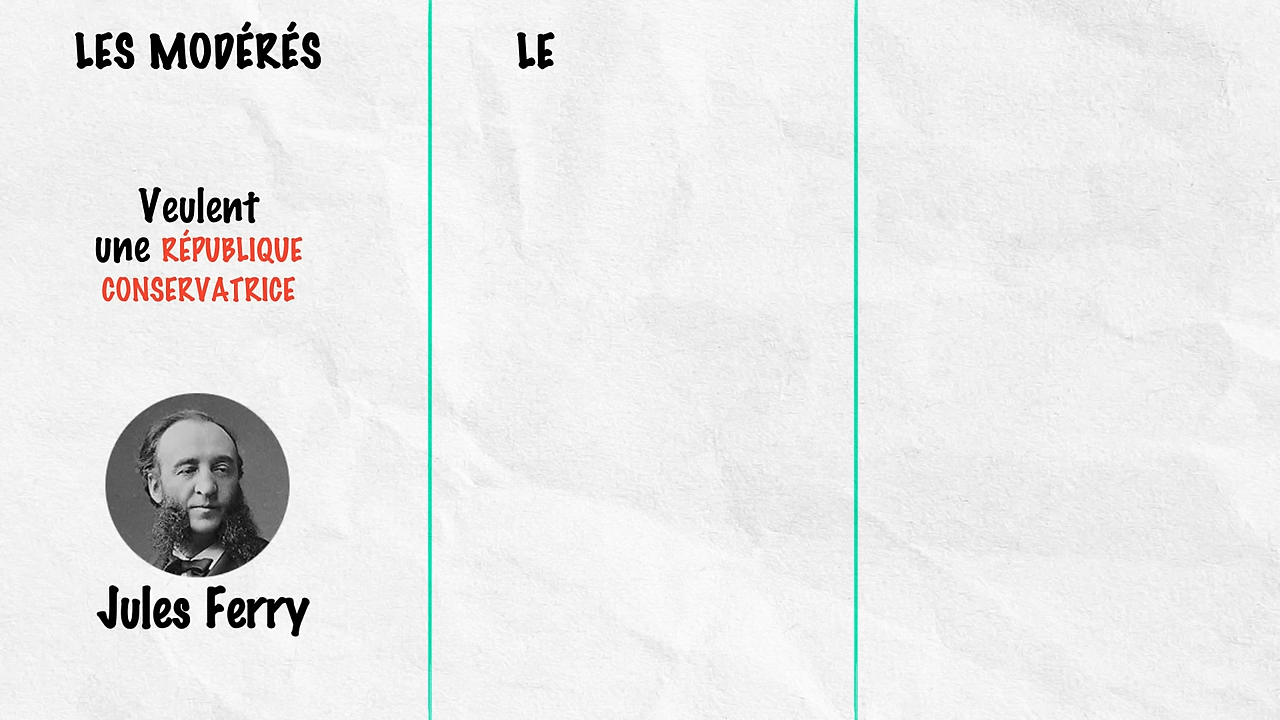 LES MODÉRÉS
Veulent
une RÉPUBLIQUE
CONSERVATRICE
Jules Ferry
LE